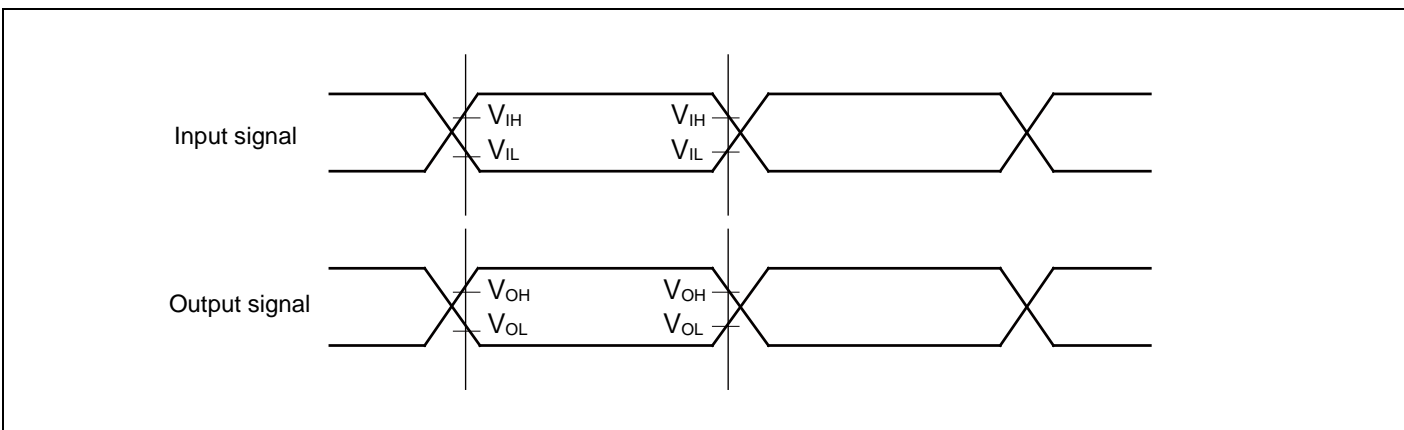 VIH VIH
Input signal
VIL VIL
VOH VOH
Output signal
VOL VOL